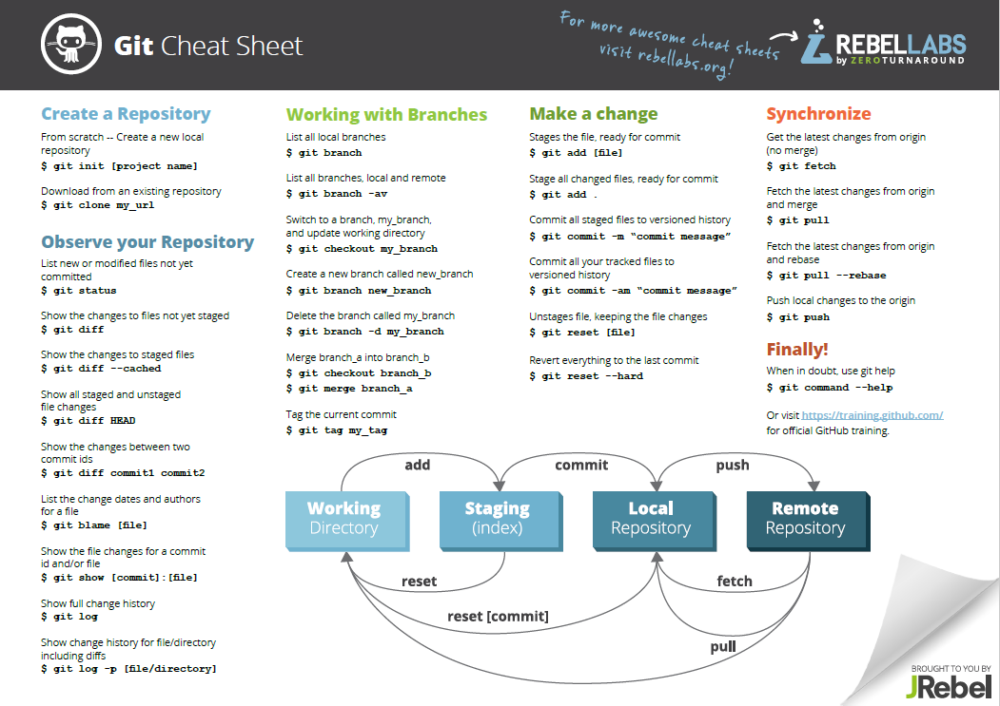 Git Cheat Sheet
For more awesome cheat sheets
visit rebellabs.org!
REBELLABS
by ZEROTURNAROUND
Create a Repository
From scratch -- Create a new local
repository
$ git init [project name]
Download from an existing repository
$ git clone my_url
Observe your Repository
List new or modified files not yet
committed
$ git status
Show the changes to files not yet staged
$ git diff
Show the changes to staged files
$ git diff --cached
Show all staged and unstaged
file changes
$ git diff HEAD
Show the changes between two
commit ids
$ git diff commit1 commit2
List the change dates and authors
for a file
$ git blame [file]
Show the file changes for a commit
id and/or file
$ git show [commit]:[file]
Show full change history
$ git log
Show change history for file/directory
including diffs
$ git log -p [file/directory]
Working with Branches
List all local branches
$ git branch
List all branches, local and remote
$ git branch -av
Switch to a branch, my_branch,
and update working directory
$ git checkout my_branch
Create a new branch called new_branch
$ git branch new_branch
Delete the branch called my_branch
$ git branch -d my_branch
Merge branch_a into branch_b
$ git checkout branch_b
$ git merge branch_a
Tag the current commit
$ git tag my_tag
Make a change
Stages the file, ready for commit
$ git add [file]
Stage all changed files, ready for commit
$ git add .
Commit all staged files to versioned history
$ git commit -m “commit message”
Commit all your tracked files to
versioned history
$ git commit -am “commit message”
Unstages file, keeping the file changes
$ git reset [file]
Revert everything to the last commit
$ git reset --hard
Synchronize
Get the latest changes from origin
(no merge)
$ git fetch
Fetch the latest changes from origin
and merge
$ git pull
Fetch the latest changes from origin
and rebase
$ git pull --rebase
Push local changes to the origin
$ git push
Finally!
When in doubt, use git help
$ git command --help
Or visit https://training.github.com/
for official GitHub training.
add
commit
push
Working
Directory
Staging
(index)
Local
Repository
Remote
Repository
reset
fetch
reset [commit]
pull
BROUGHT TO YOU BY
JRebel